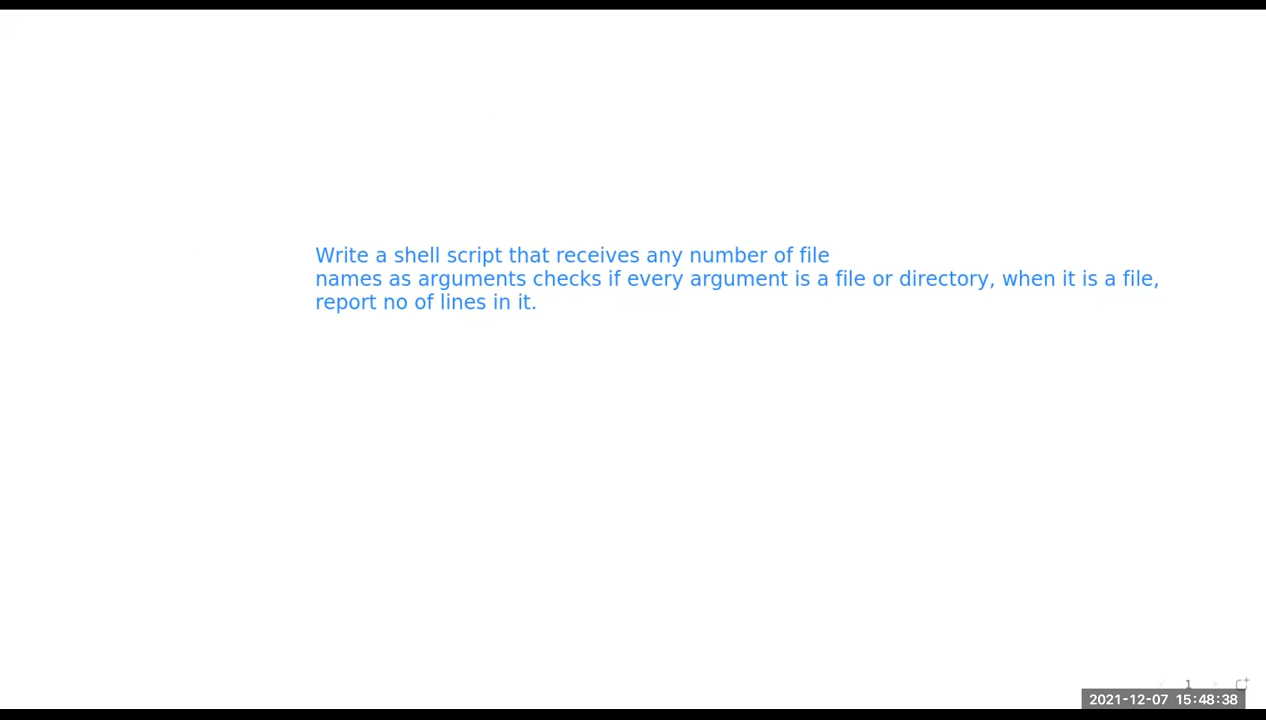 Write a shell script that receives any number of file
names as arguments checks if every argument is a file or directory, when it is a file,
report no of lines in it.
1
2021-12-07 15:48:38